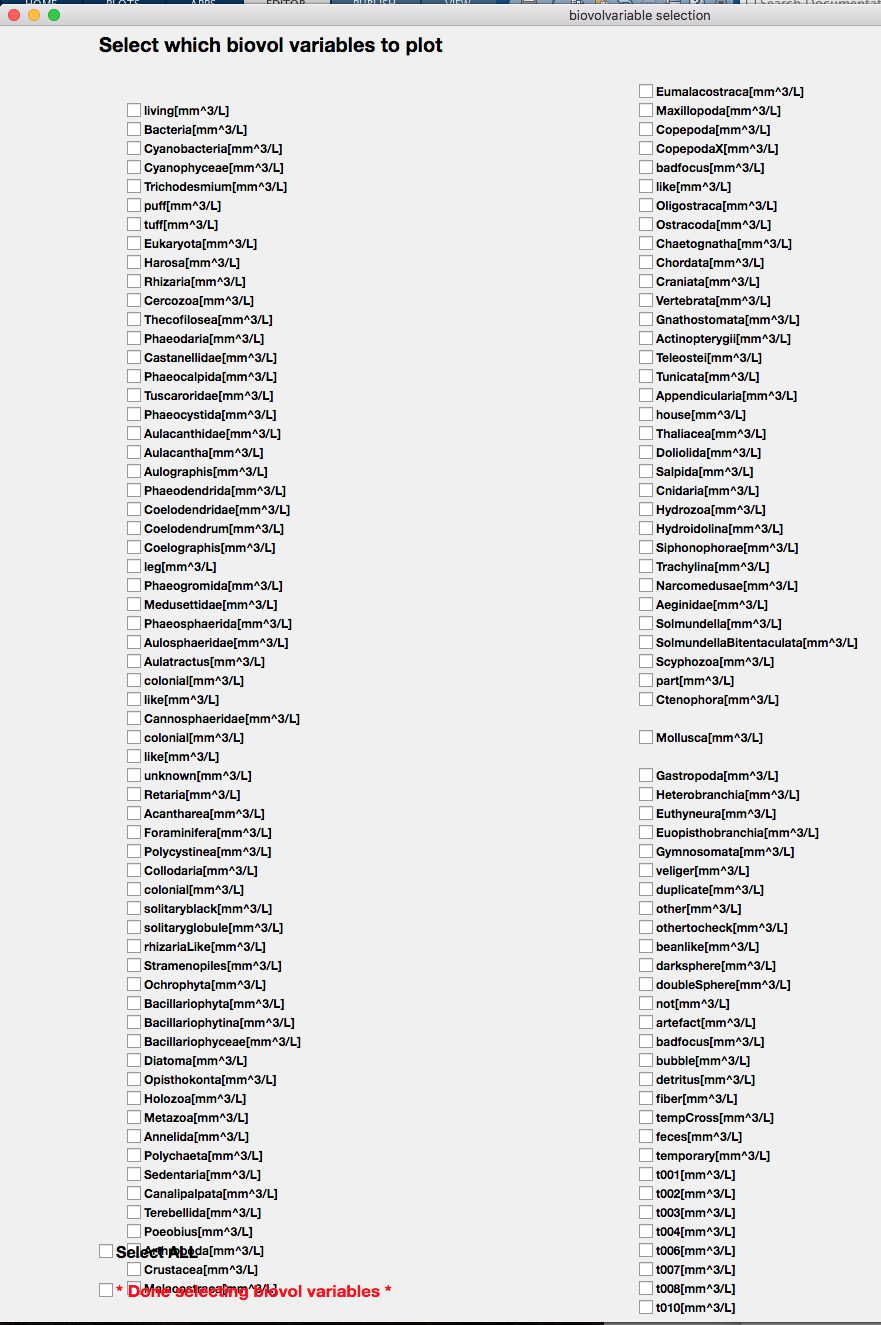 HOME PLOTS APPS EDITOR PUBLISH VIEW Search Documentat
biovolvariable selection
Select which biovol variables to plot
living[mm^3/L]
Bacteria[mm^3/L]
Cyanobacteria[mm^3/L]
Cyanophyceae[mm^3/L]
Trichodesmium[mm^3/L]
puff[mm^3/L]
tuff[mm^3/L]
Eukaryota[mm^3/L]
Harosa[mm^3/L]
Rhizaria[mm^3/L]
Cercozoa[mm^3/L]
Thecofilosea[mm^3/L]
Phaeodaria[mm^3/L]
Castanellidae[mm^3/L]
Phaeocalpida[mm^3/L]
Tuscaroridae[mm^3/L]
Phaeocystida[mm^3/L]
Aulacanthidae[mm^3/L]
Aulacantha[mm^3/L]
Aulographis[mm^3/L]
Phaeodendrida[mm^3/L]
Coelodendridae[mm^3/L]
Coelodendrum[mm^3/L]
Coelographis[mm^3/L]
leg[mm^3/L]
Phaeogromida[mm^3/L]
Medusettidae[mm^3/L]
Phaeosphaerida[mm^3/L]
Aulosphaeridae[mm^3/L]
Aulatractus[mm^3/L]
colonial[mm^3/L]
like[mm^3/L]
Cannosphaeridae[mm^3/L]
colonial[mm^3/L]
like[mm^3/L]
unknown[mm^3/L]
Retaria[mm^3/L]
Acantharea[mm^3/L]
Foraminifera[mm^3/L]
Polycystinea[mm^3/L]
Collodaria[mm^3/L]
colonial[mm^3/L]
solitaryblack[mm^3/L]
solitaryglobule[mm^3/L]
rhizariaLike[mm^3/L]
Stramenopiles[mm^3/L]
Ochrophyta[mm^3/L]
Bacillariophyta[mm^3/L]
Bacillariophytina[mm^3/L]
Bacillariophyceae[mm^3/L]
Diatoma[mm^3/L]
Opisthokonta[mm^3/L]
Holozoa[mm^3/L]
Metazoa[mm^3/L]
Annelida[mm^3/L]
Polychaeta[mm^3/L]
Sedentaria[mm^3/L]
Canalipalpata[mm^3/L]
Terebellida[mm^3/L]
Poeobius[mm^3/L]
Arthropoda[mm^3/L]
Select ALL
Crustacea[mm^3/L]
Malacostraca[mm^3/L]
* Done selecting biovol variables *
Eumalacostraca[mm^3/L]
Maxillopoda[mm^3/L]
Copepoda[mm^3/L]
CopepodaX[mm^3/L]
badfocus[mm^3/L]
like[mm^3/L]
Oligostraca[mm^3/L]
Ostracoda[mm^3/L]
Chaetognatha[mm^3/L]
Chordata[mm^3/L]
Craniata[mm^3/L]
Vertebrata[mm^3/L]
Gnathostomata[mm^3/L]
Actinopterygii[mm^3/L]
Teleostei[mm^3/L]
Tunicata[mm^3/L]
Appendicularia[mm^3/L]
house[mm^3/L]
Thaliacea[mm^3/L]
Doliolida[mm^3/L]
Salpida[mm^3/L]
Cnidaria[mm^3/L]
Hydrozoa[mm^3/L]
Hydroidolina[mm^3/L]
Siphonophorae[mm^3/L]
Trachylina[mm^3/L]
Narcomedusae[mm^3/L]
Aeginidae[mm^3/L]
Solmundella[mm^3/L]
SolmundellaBitentaculata[mm^3/L]
Scyphozoa[mm^3/L]
part[mm^3/L]
Ctenophora[mm^3/L]
Mollusca[mm^3/L]
Gastropoda[mm^3/L]
Heterobranchia[mm^3/L]
Euthyneura[mm^3/L]
Euopisthobranchia[mm^3/L]
Gymnosomata[mm^3/L]
veliger[mm^3/L]
duplicate[mm^3/L]
other[mm^3/L]
othertocheck[mm^3/L]
beanlike[mm^3/L]
darksphere[mm^3/L]
doubleSphere[mm^3/L]
not[mm^3/L]
artefact[mm^3/L]
badfocus[mm^3/L]
bubble[mm^3/L]
detritus[mm^3/L]
fiber[mm^3/L]
tempCross[mm^3/L]
feces[mm^3/L]
temporary[mm^3/L]
t001[mm^3/L]
t002[mm^3/L]
t003[mm^3/L]
t004[mm^3/L]
t006[mm^3/L]
t007[mm^3/L]
t008[mm^3/L]
t010[mm^3/L]